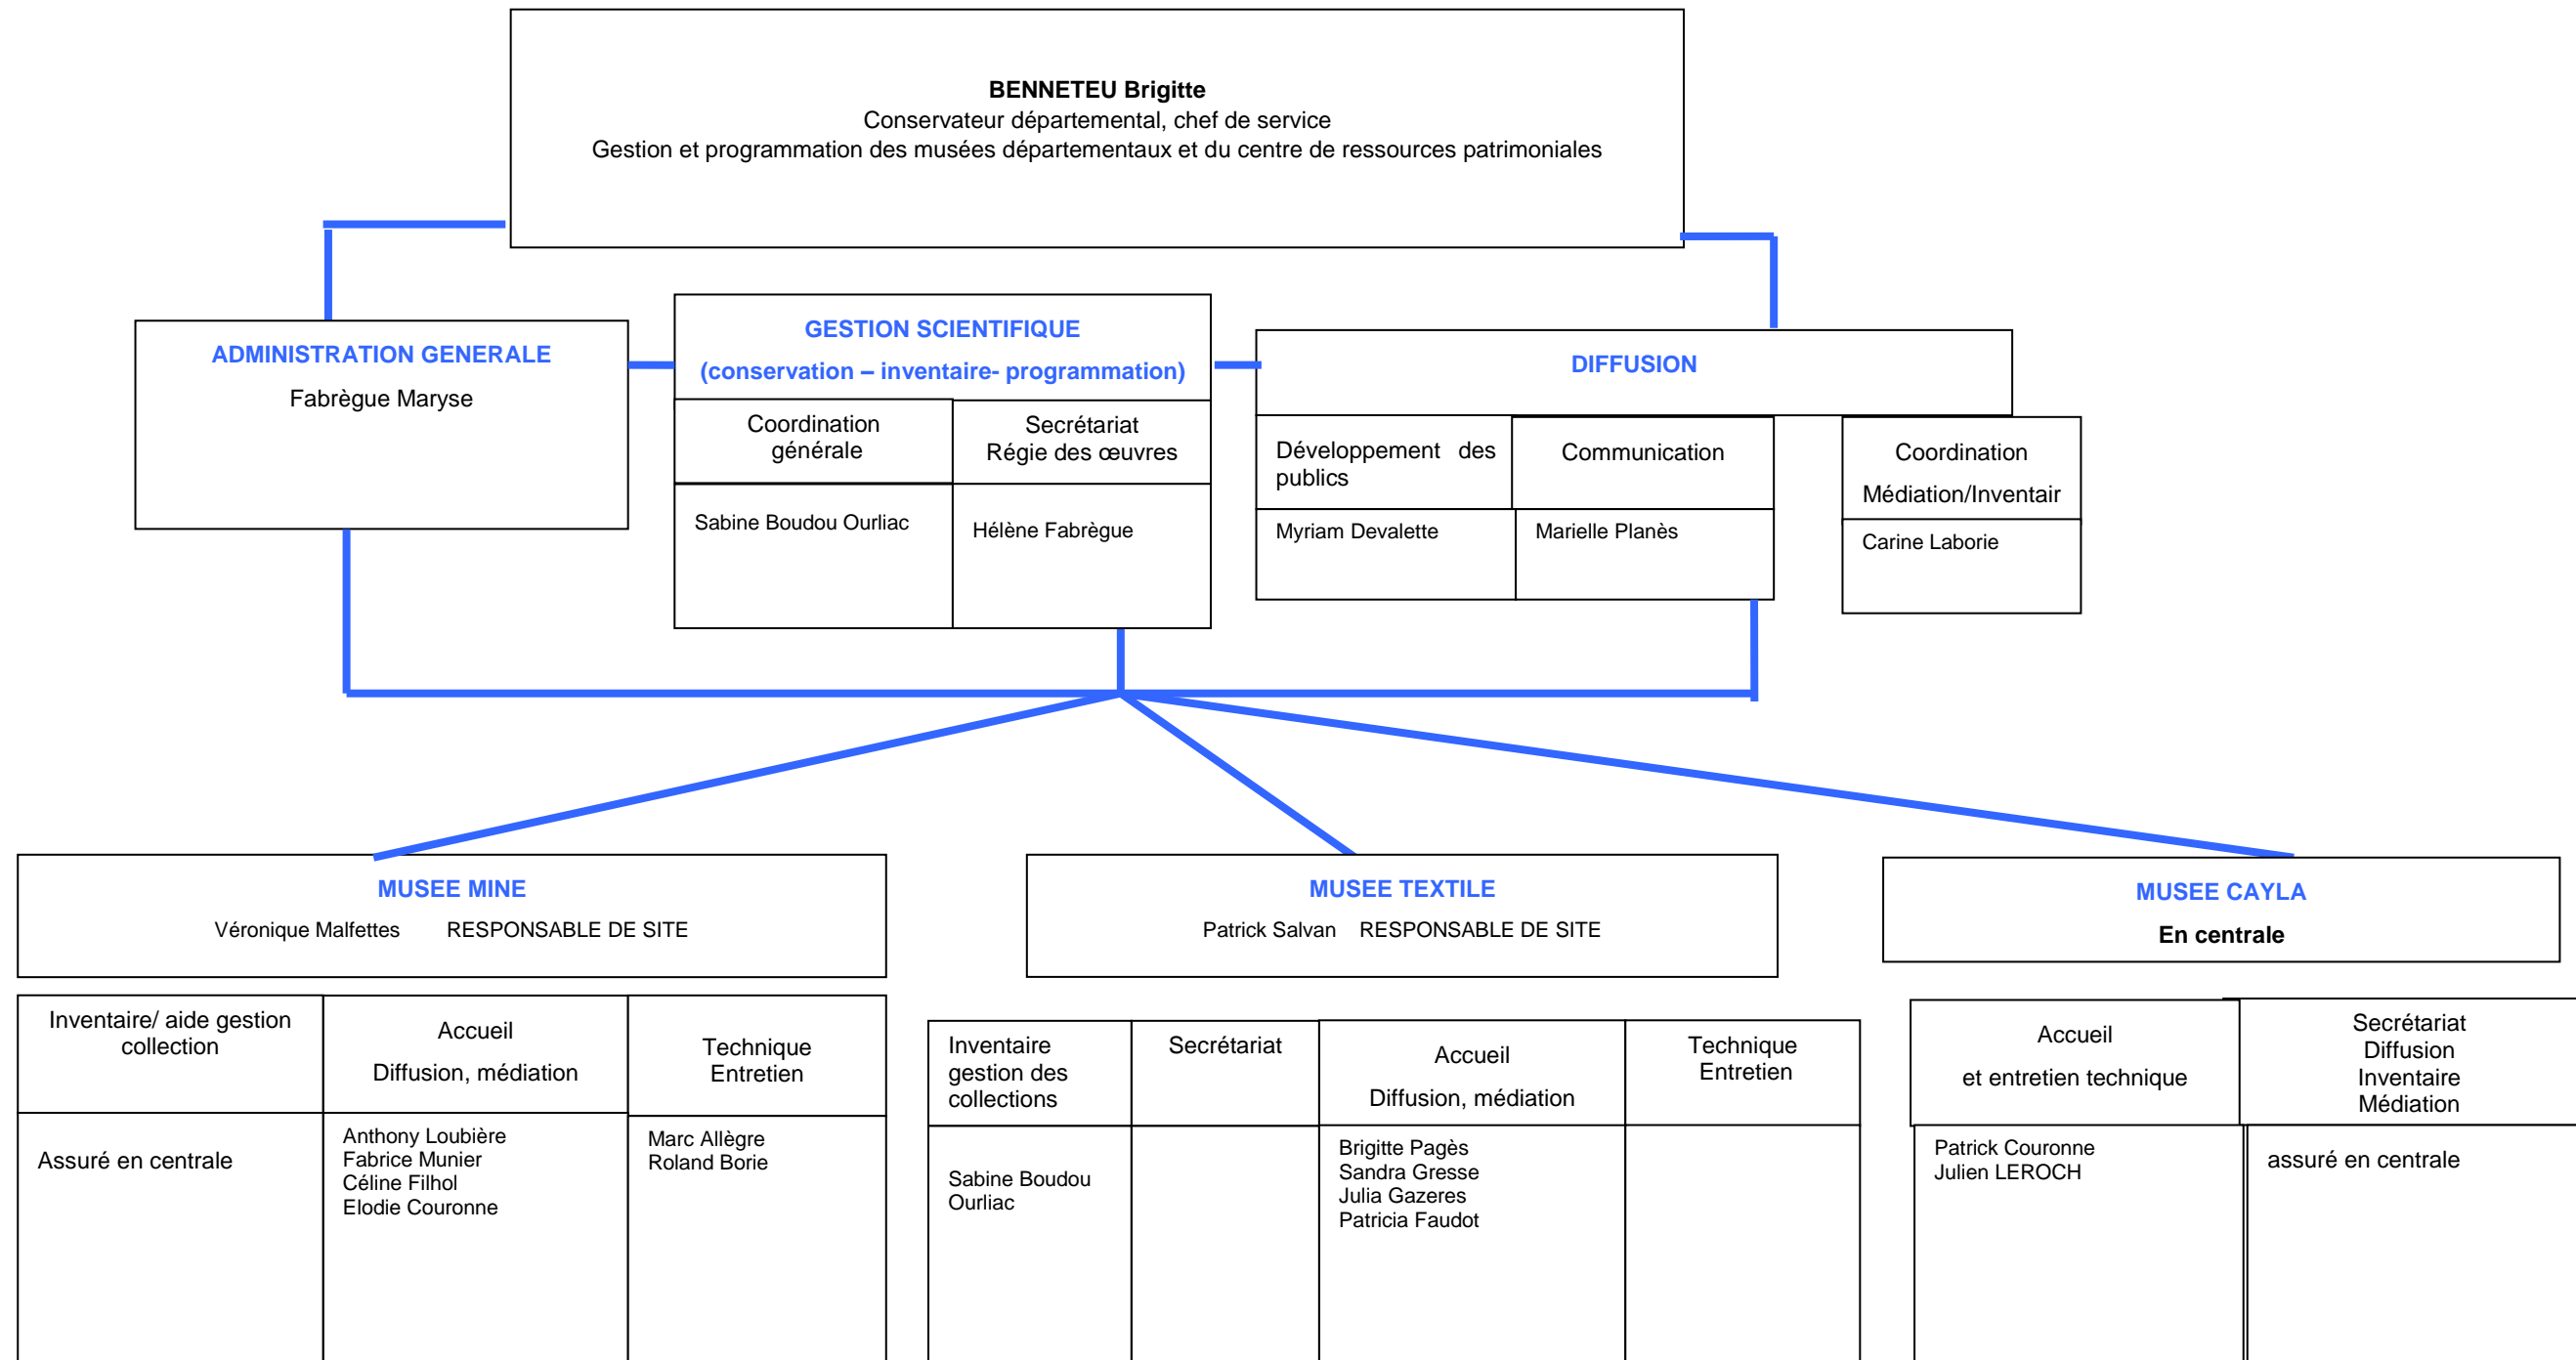 BENNETEU Brigitte
Conservateur départemental, chef de service
Gestion et programmation des musées départementaux et du centre de ressources patrimoniales
ADMINISTRATION GENERALE
Fabrègue Maryse
GESTION SCIENTIFIQUE
(conservation – inventaire- programmation)
Coordination
générale
Secrétariat
Régie des œuvres
Sabine Boudou Ourliac
Hélène Fabrègue
DIFFUSION
Développement des
publics
Communication
Coordination
Médiation/Inventair
Myriam Devalette
Marielle Planès
Carine Laborie
MUSEE MINE
Véronique Malfettes RESPONSABLE DE SITE
Inventaire/ aide gestion
collection
Accueil
Diffusion, médiation
Technique
Entretien
Assuré en centrale
Anthony Loubière
Fabrice Munier
Céline Filhol
Elodie Couronne
Marc Allègre
Roland Borie
MUSEE TEXTILE
Patrick Salvan RESPONSABLE DE SITE
Inventaire
gestion des
collections
Secrétariat
Accueil
Diffusion, médiation
Technique
Entretien
Sabine Boudou
Ourliac
Brigitte Pagès
Sandra Gresse
Julia Gazeres
Patricia Faudot
MUSEE CAYLA
En centrale
Accueil
et entretien technique
Secrétariat
Diffusion
Inventaire
Médiation
Patrick Couronne
Julien LEROCH
assuré en centrale